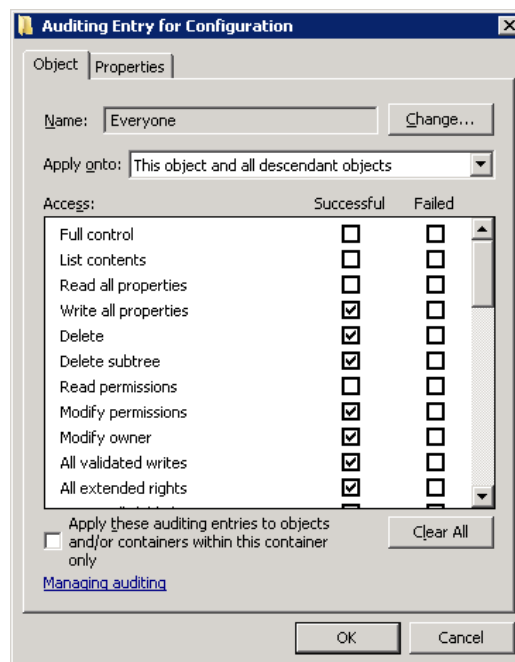 Auditing Entry for Configuration
Object Properties
Name: Everyone Change...
Apply onto: This object and all descendant objects
Access: Successful Failed
Full control
List contents
Read all properties
Write all properties
Delete
Delete subtree
Read permissions
Modify permissions
Modify owner
All validated writes
All extended rights
Apply these auditing entries to objects
and/or containers within this container
only
Clear All
Managing auditing
OK Cancel